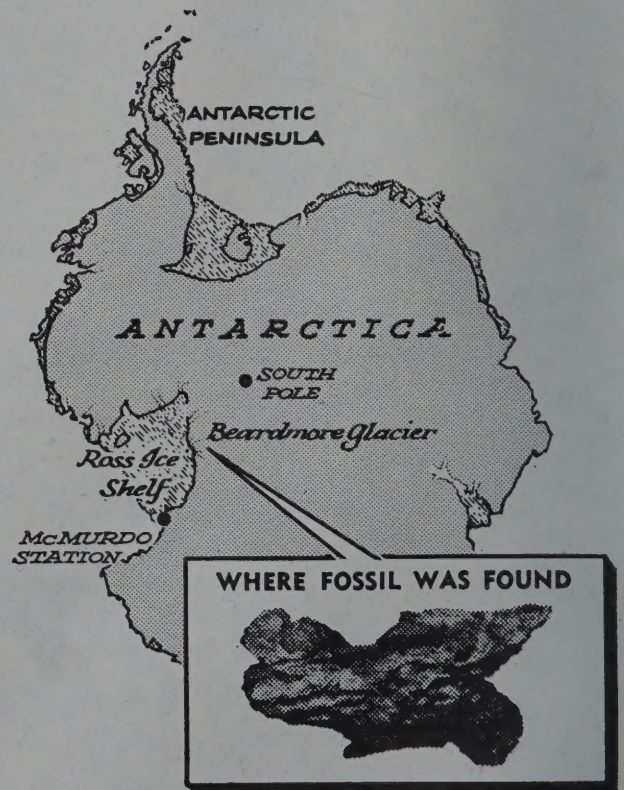 ANTARCTIC
PENINSULA
ANTARCTICA
SOUTH
POLE
Beardmore Glacier
Ross Ice
Shelf
McMURDO
STATION
WHERE FOSSIL WAS FOUND